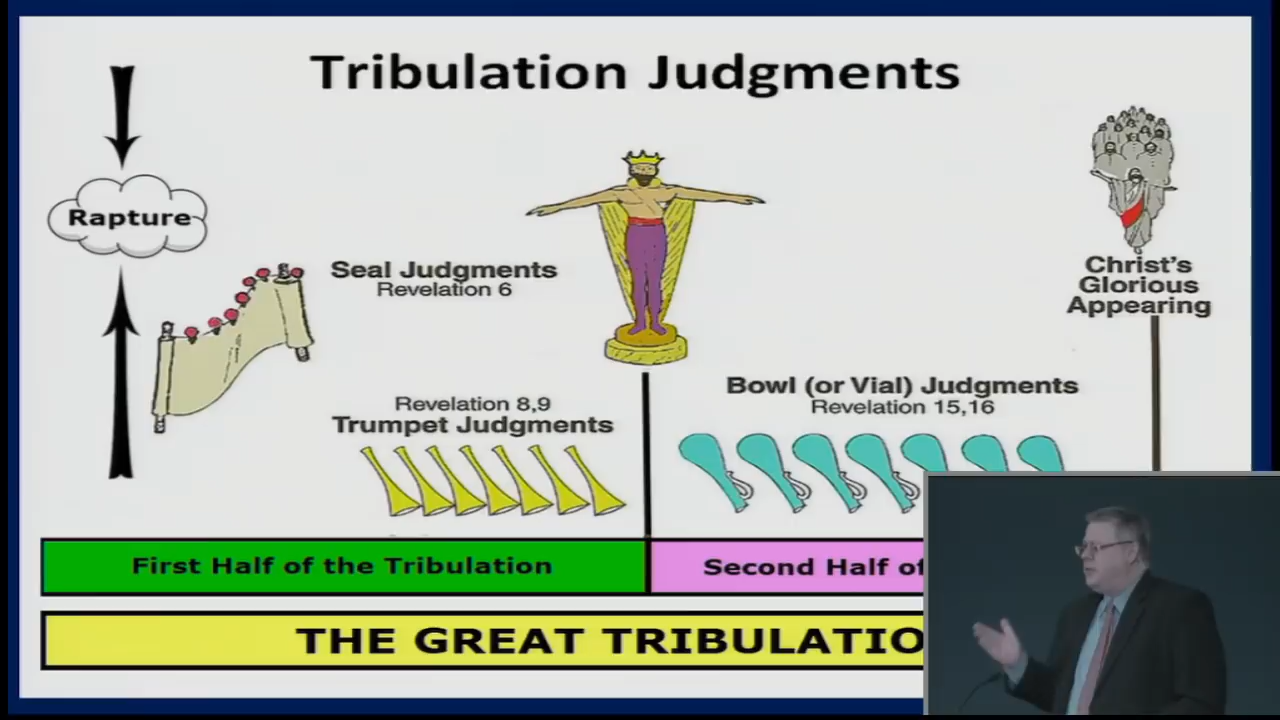 Tribulation Judgments
Rapture
Seal Judgments
Revelation 6
Christ's
Glorious
Appearing
Revelation 8,9
Trumpet Judgments
Bowl (or Vial) Judgments
Revelation 15,16
First Half of the Tribulation
Second Half of
THE GREAT